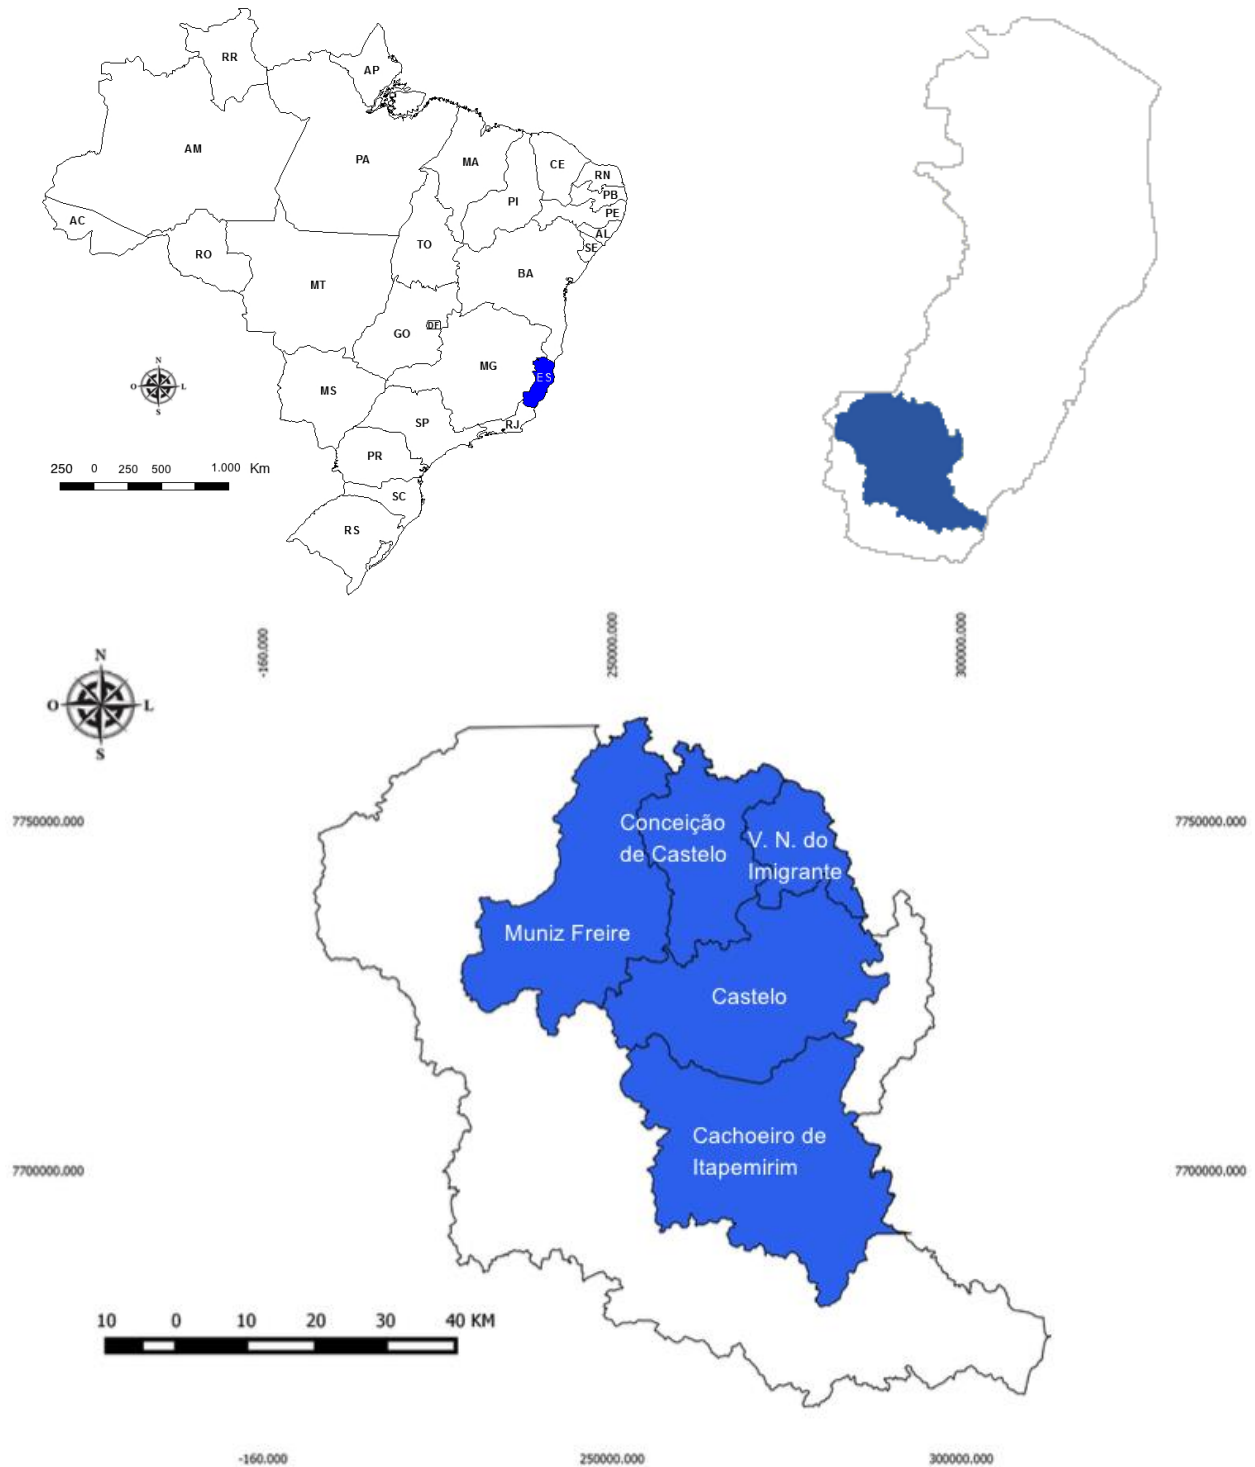 RR
AP
AM
PA
MA
CE
RN
PB
PI
PE
AL
SE
AC
RO
TO
BA
MT
GO
DF
MG
ES
MS
SP
RJ
PR
SC
RS
N
O
L
S
250 0 250 500 1.000 Km
-160.000
250000.000
300000.000
N
O
L
S
7750000.000
7750000.000
Conceição
de Castelo
V. N. do
Imigrante
Muniz Freire
Castelo
Cachoeiro de
Itapemirim
7700000.000
7700000.000
10 0 10 20 30 40 KM
-160.000
250000.000
300000.000